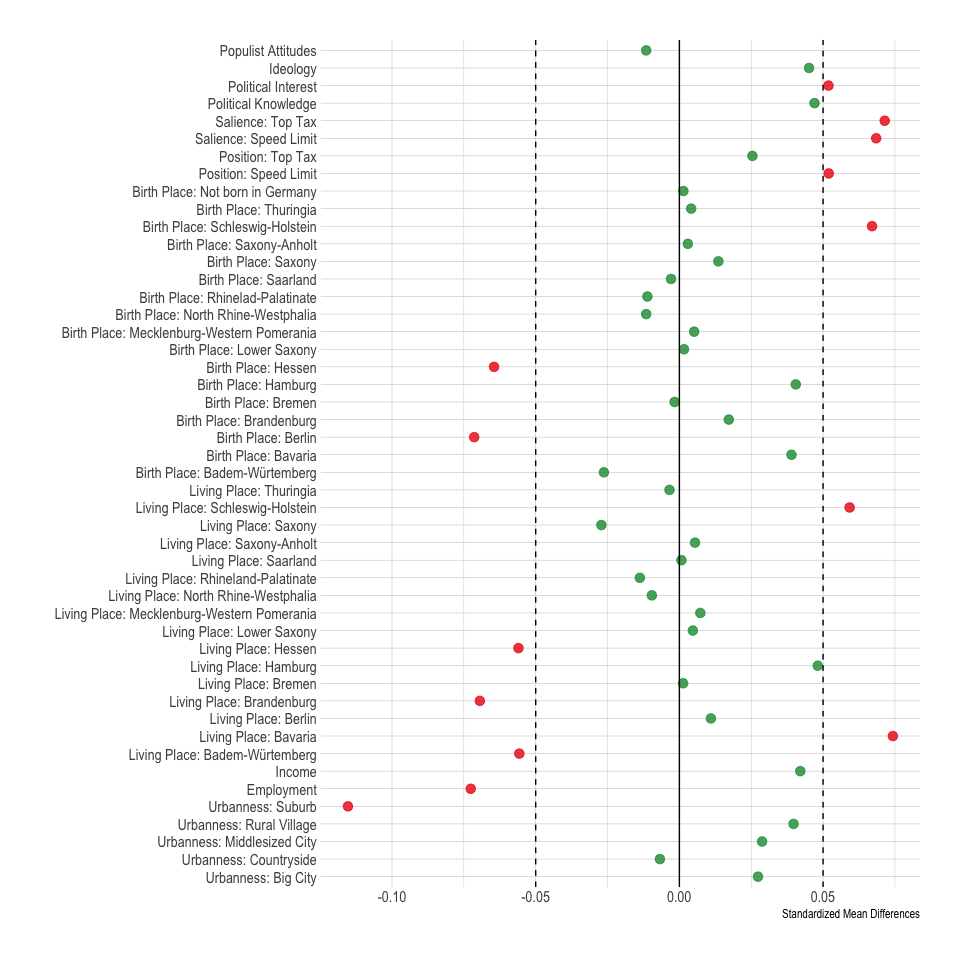 Populist Attitudes
Ideology
Political Interest
Political Knowledge
Salience: Top Tax
Salience: Speed Limit
Position: Top Tax
Position: Speed Limit
Birth Place: Not born in Germany
Birth Place: Thuringia
Birth Place: Schleswig-Holstein
Birth Place: Saxony-Anholt
Birth Place: Saxony
Birth Place: Saarland
Birth Place: Rhinelad-Palatinate
Birth Place: North Rhine-Westphalia
Birth Place: Mecklenburg-Western Pomerania
Birth Place: Lower Saxony
Birth Place: Hessen
Birth Place: Hamburg
Birth Place: Bremen
Birth Place: Brandenburg
Birth Place: Berlin
Birth Place: Bavaria
Birth Place: Badem-Würtemberg
Living Place: Thuringia
Living Place: Schleswig-Holstein
Living Place: Saxony
Living Place: Saxony-Anholt
Living Place: Saarland
Living Place: Rhineland-Palatinate
Living Place: North Rhine-Westphalia
Living Place: Mecklenburg-Western Pomerania
Living Place: Lower Saxony
Living Place: Hessen
Living Place: Hamburg
Living Place: Bremen
Living Place: Brandenburg
Living Place: Berlin
Living Place: Bavaria
Living Place: Badem-Würtemberg
Income
Employment
Urbanness: Suburb
Urbanness: Rural Village
Urbanness: Middlesized City
Urbanness: Countryside
Urbanness: Big City
-0.10 -0.05 0.00 0.05
Standardized Mean Differences